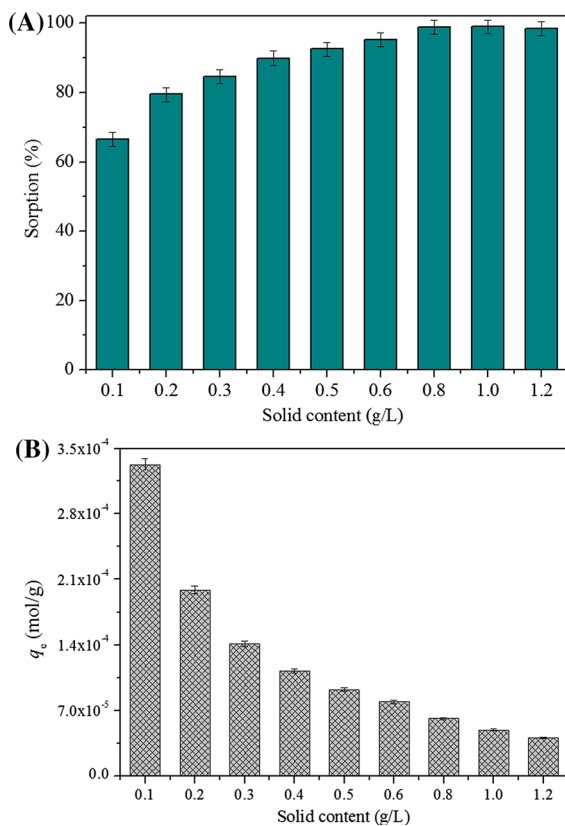 (A)
100
80
60
40
20
0
Sorption (%)
0.1 0.2 0.3 0.4 0.5 0.6 0.8 1.0 1.2
Solid content (g/L)
(B)
3.5x10⁻⁴
2.8x10⁻⁴
2.1x10⁻⁴
1.4x10⁻⁴
7.0x10⁻⁵
0.0
qₑ (mol/g)
0.1 0.2 0.3 0.4 0.5 0.6 0.8 1.0 1.2
Solid content (g/L)